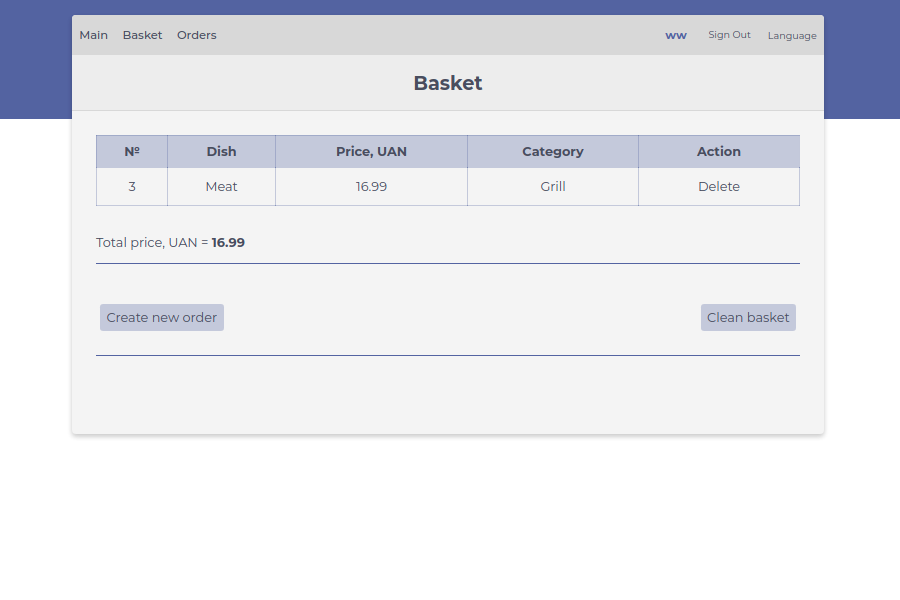 Main Basket Orders ww Sign Out Language
Basket
№ Dish Price, UAN Category Action
3 Meat 16.99 Grill Delete
Total price, UAN = 16.99
Create new order Clean basket